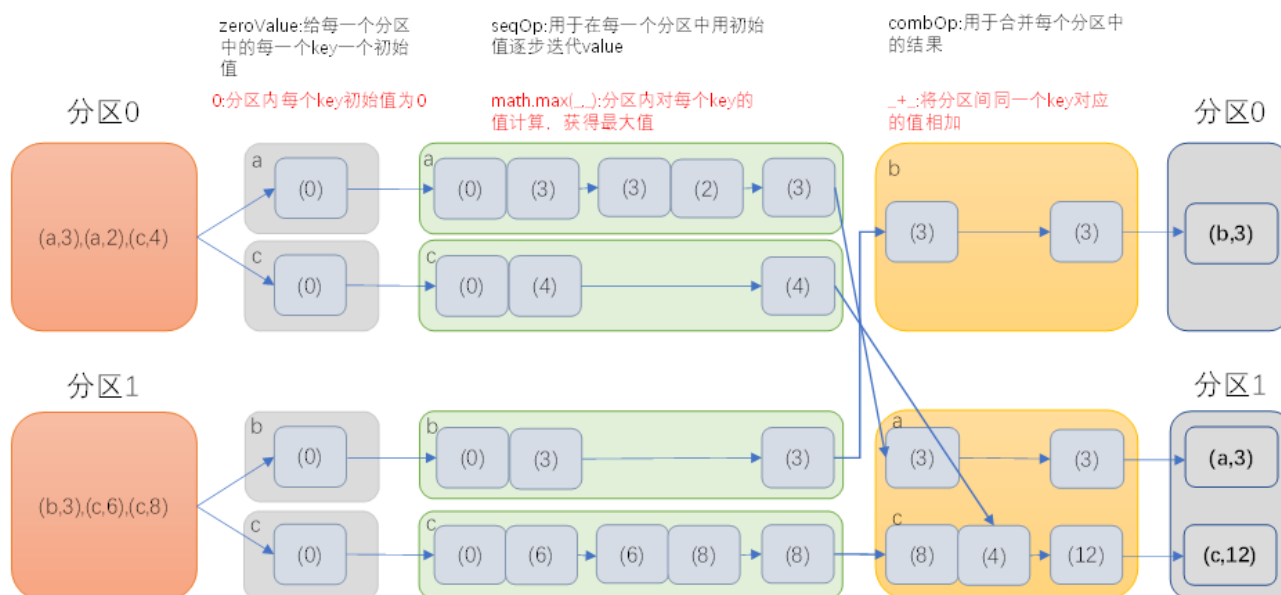 zeroValue:给每一个分区
中的每一个key一个初始
值
0:分区内每个key初始值为0
seqOp:用于在每一个分区中用初始
值逐步迭代value
math.max(_,_):分区内对每个key的
值计算，获得最大值
combOp:用于合并每个分区中
的结果
_+_:将分区间同一个key对应
的值相加
分区0
(a,3),(a,2),(c,4)
a
(0)
a
(0)
(3)
(3)
(2)
(3)
c
(0)
c
(0)
(4)
(4)
b
(3)
(3)
分区0
(b,3)
分区1
(b,3),(c,6),(c,8)
b
(0)
b
(0)
(3)
(3)
c
(0)
c
(0)
(6)
(6)
(8)
(8)
a
(3)
(3)
c
(8)
(4)
(12)
分区1
(a,3)
(c,12)